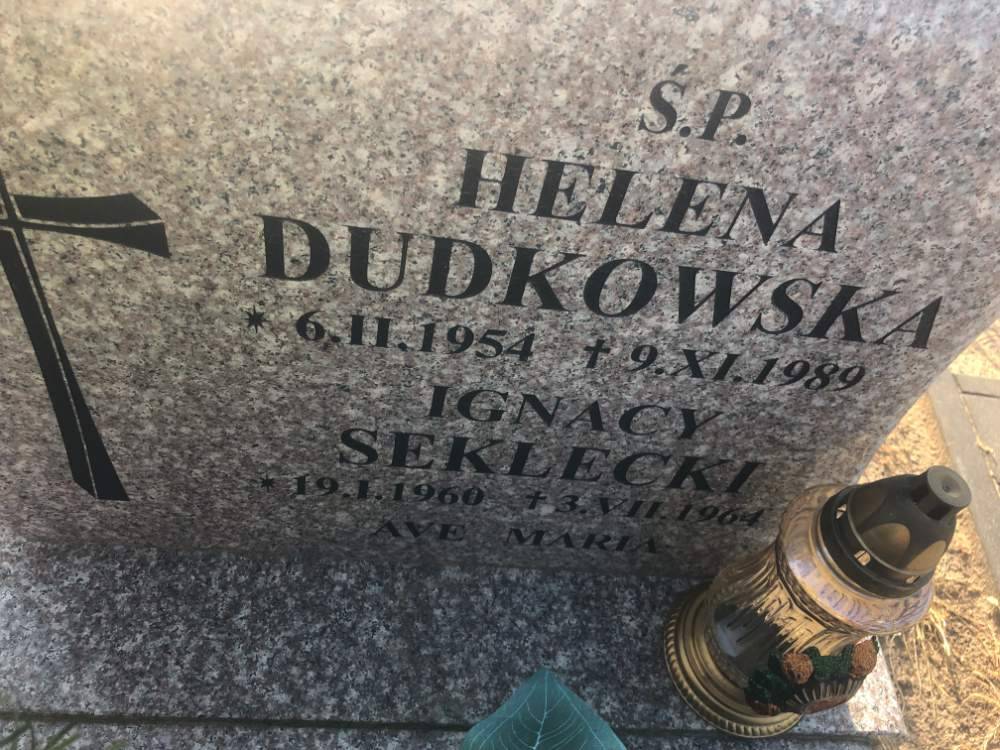 Ś.P.
HELENA
DUDKOWSKA
* 6.II.1954 † 9.XI.1989
IGNACY
SEKLECKI
* 19.I.1960 † 3.VII.1964
AVE MARIA